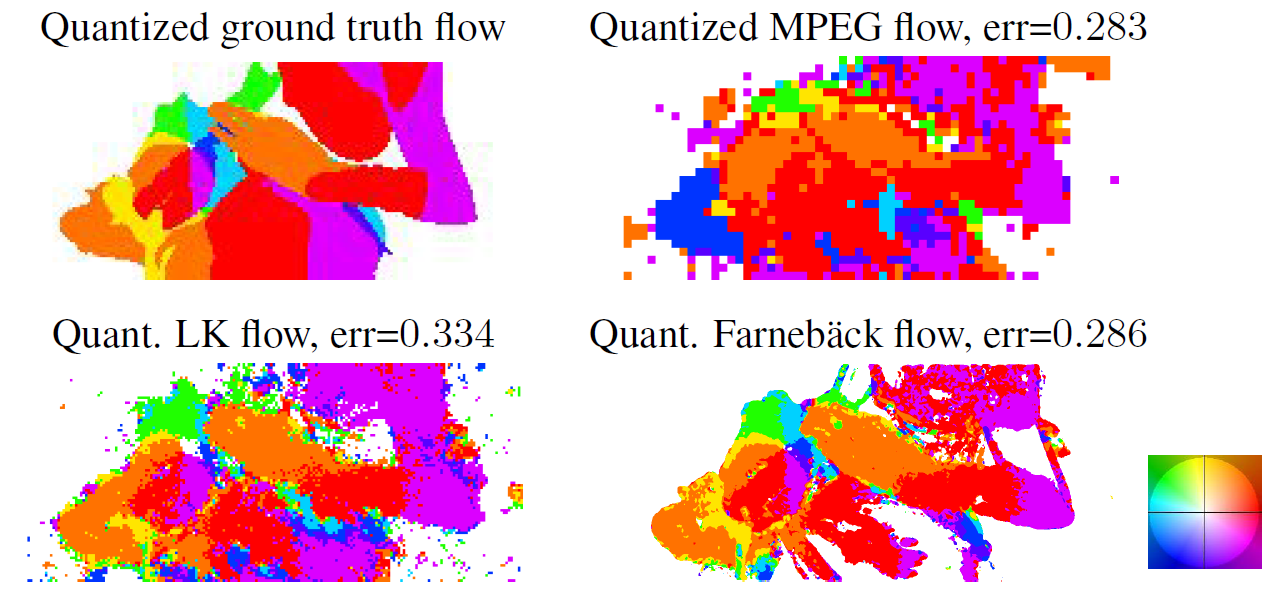 Quantized ground truth flow
Quantized MPEG flow, err=0.283
Quant. LK flow, err=0.334
Quant. Farnebäck flow, err=0.286